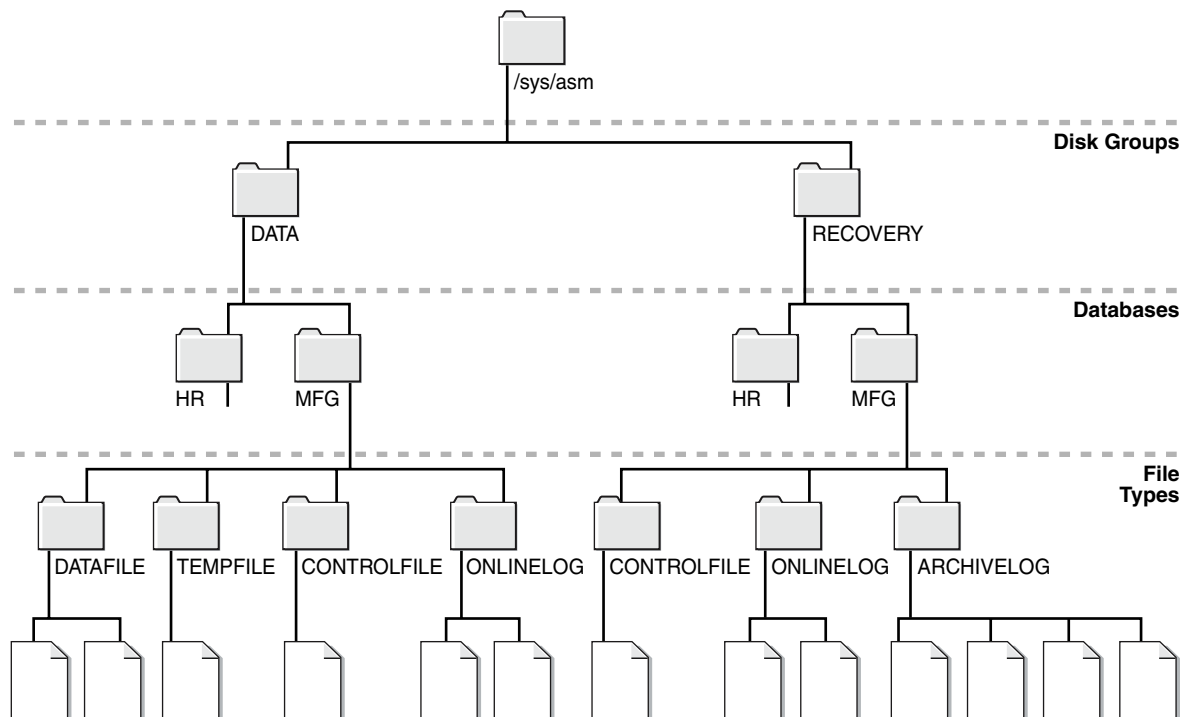 /sys/asm
Disk Groups
DATA
RECOVERY
Databases
HR
MFG
HR
MFG
File
Types
DATAFILE
TEMPFILE
CONTROLFILE
ONLINELOG
CONTROLFILE
ONLINELOG
ARCHIVELOG